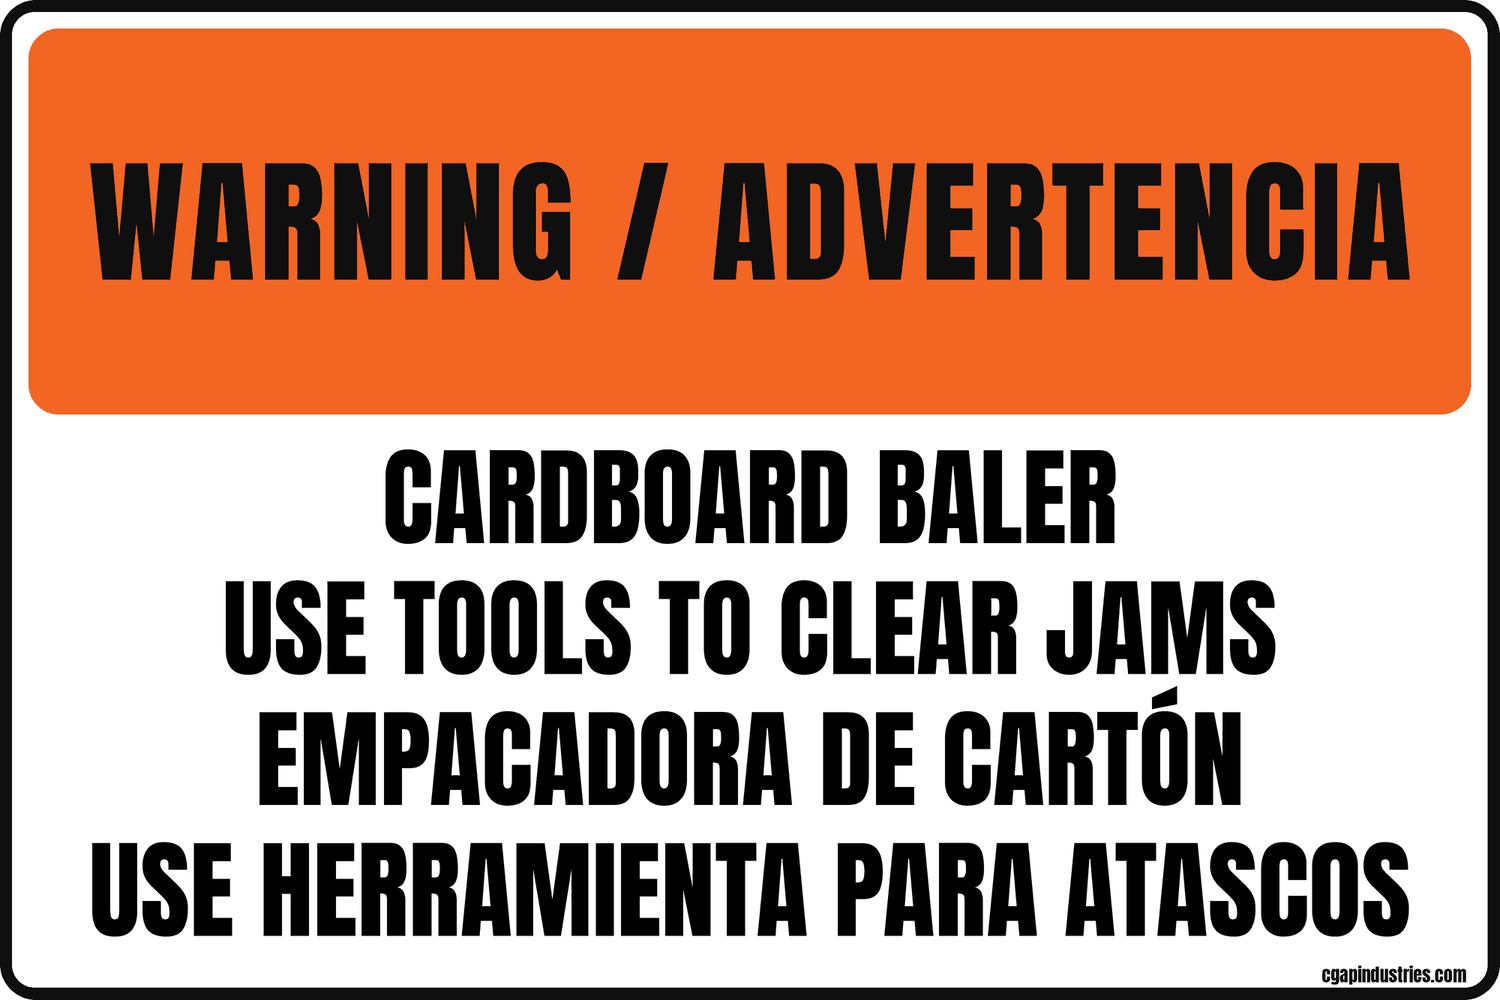 WARNING / ADVERTENCIA
CARDBOARD BALER
USE TOOLS TO CLEAR JAMS
EMPACADORA DE CARTÓN
USE HERRAMIENTA PARA ATASCOS
cgapindustries.com